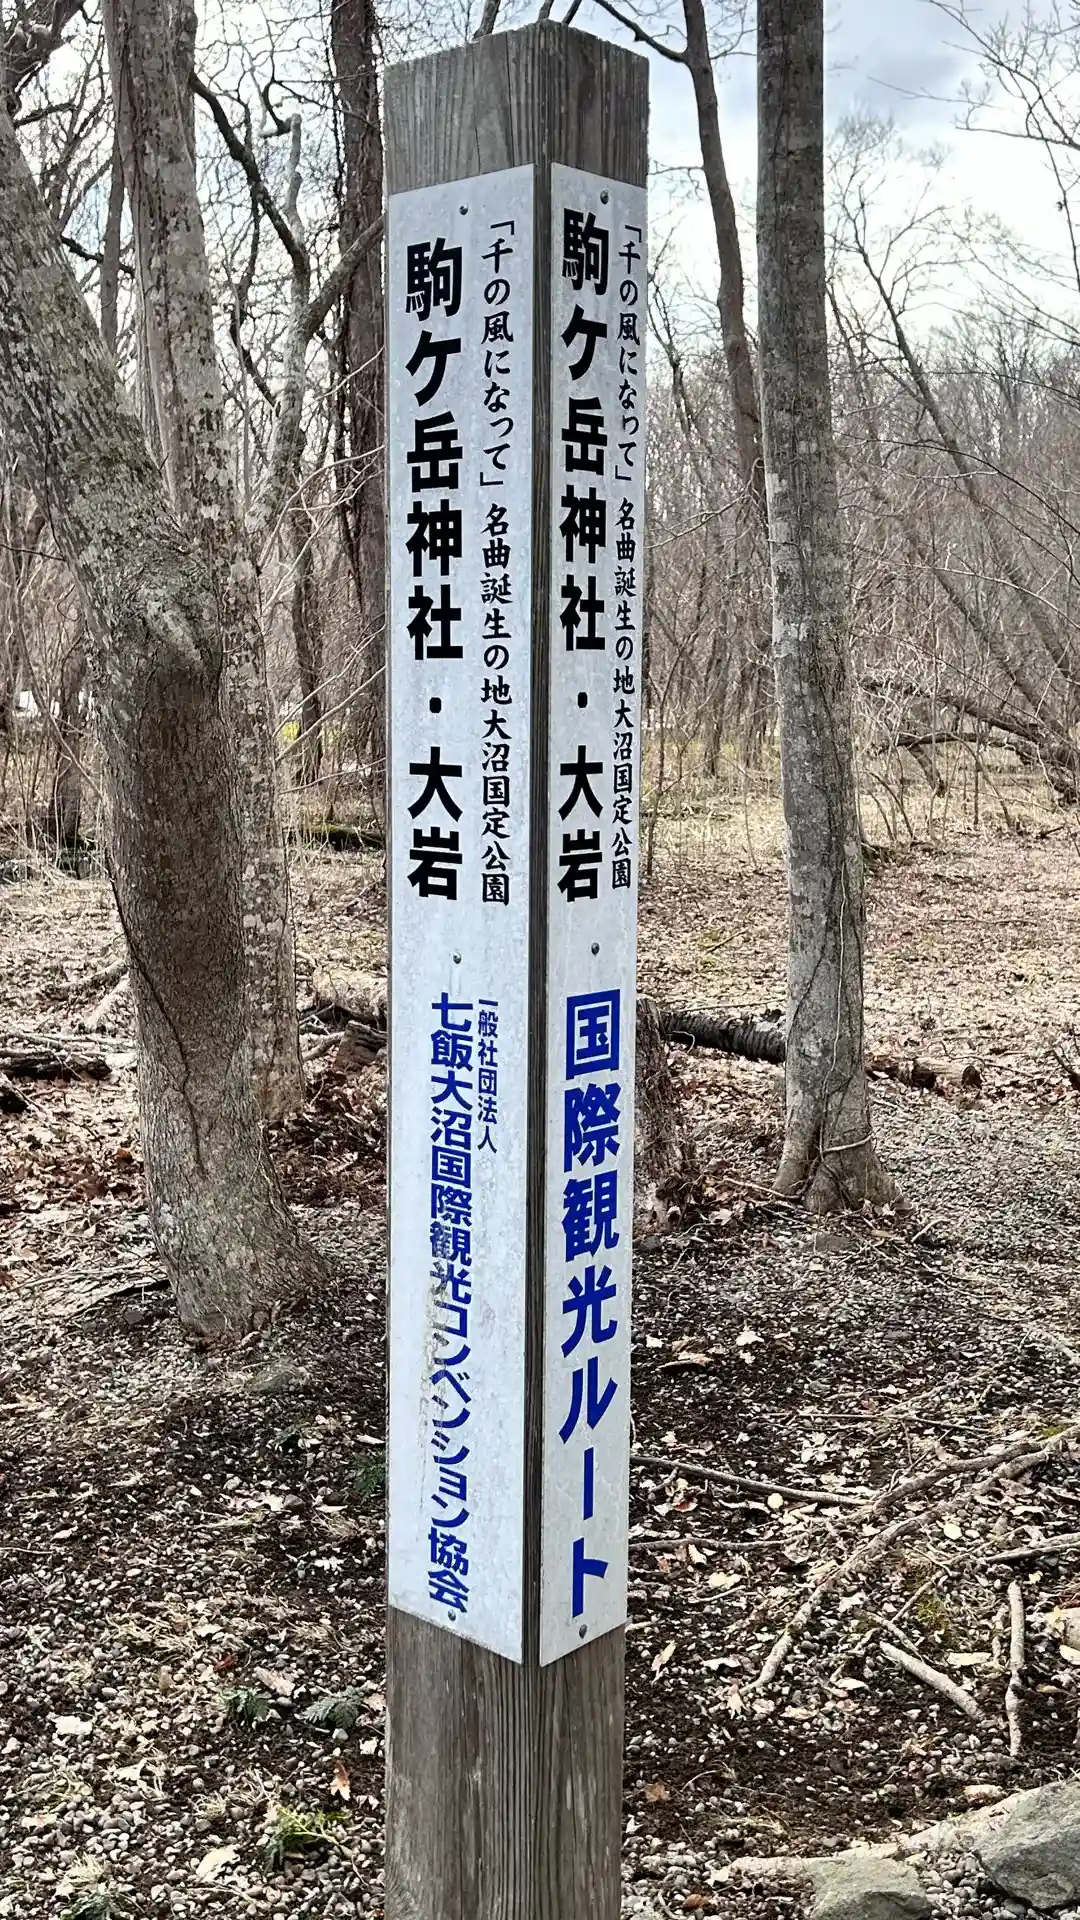 「千の風になって」名曲誕生の地大沼国定公園
駒ケ岳神社・大岩
一般社団法人
七飯大沼国際観光コンベンション協会
「千の風になって」名曲誕生の地大沼国定公園
駒ケ岳神社・大岩
国際観光ルート